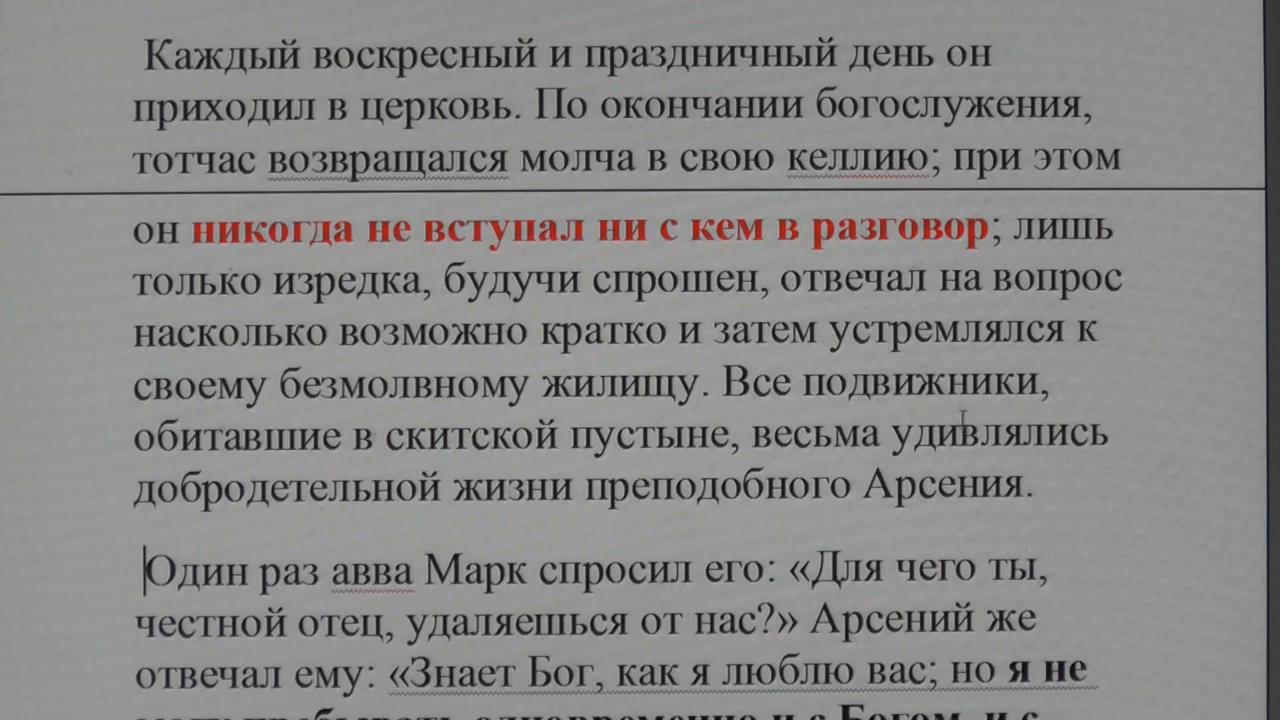 Каждый воскресный и праздничный день он
приходил в церковь. По окончании богослужения,
тотчас возвращался молча в свою келлию; при этом
он никогда не вступал ни с кем в разговор; лишь
только изредка, будучи спрошен, отвечал на вопрос
насколько возможно кратко и затем устремлялся к
своему безмолвному жилищу. Все подвижники,
обитавшие в скитской пустыне, весьма удивлялись
добродетельной жизни преподобного Арсения.
Один раз авва Марк спросил его: «Для чего ты,
честной отец, удаляешься от нас?» Арсений же
отвечал ему: «Знает Бог, как я люблю вас; но я не
могу пребывать одновременно и с Богом, и с